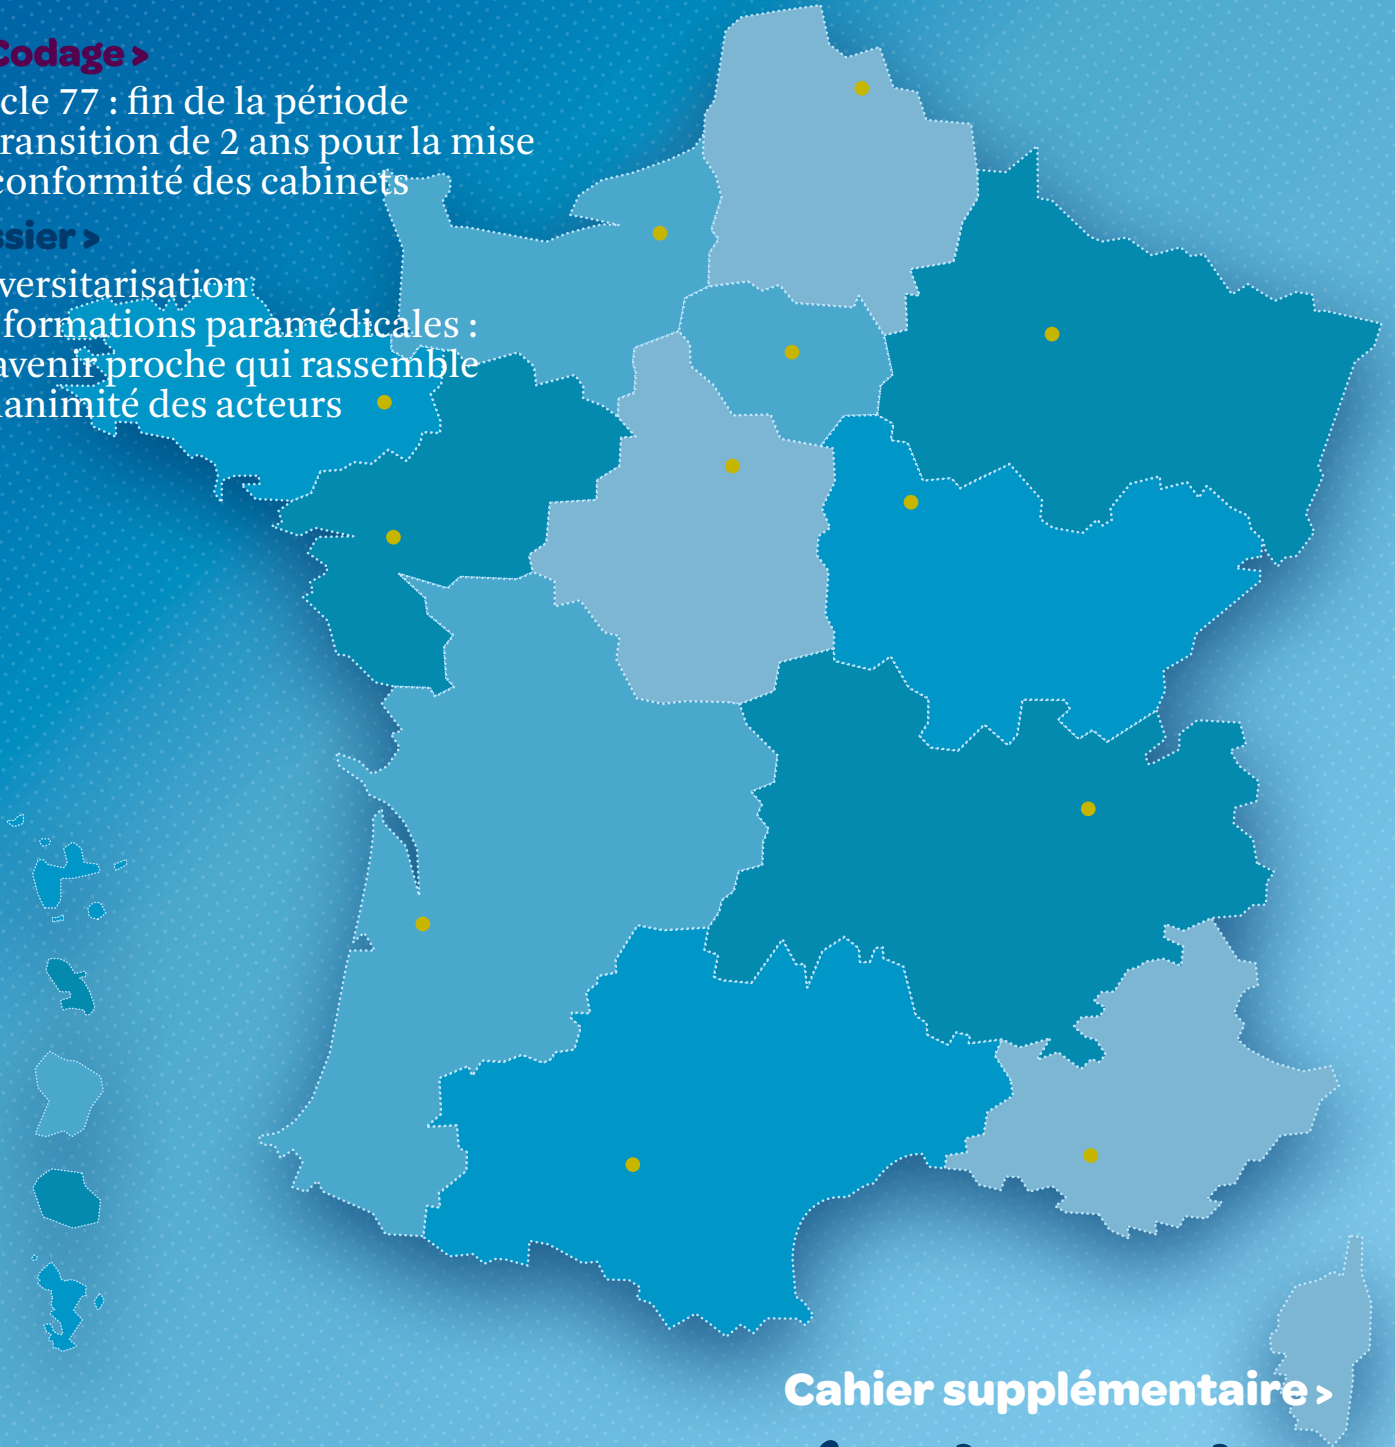 Codage >
cle 77 : fin de la période
ransition de 2 ans pour la mise
conformité des cabinets
ssier >
versitarisation
formations paramédicales :
avenir proche qui rassemble
nanimité des acteurs
Cahier supplémentaire >